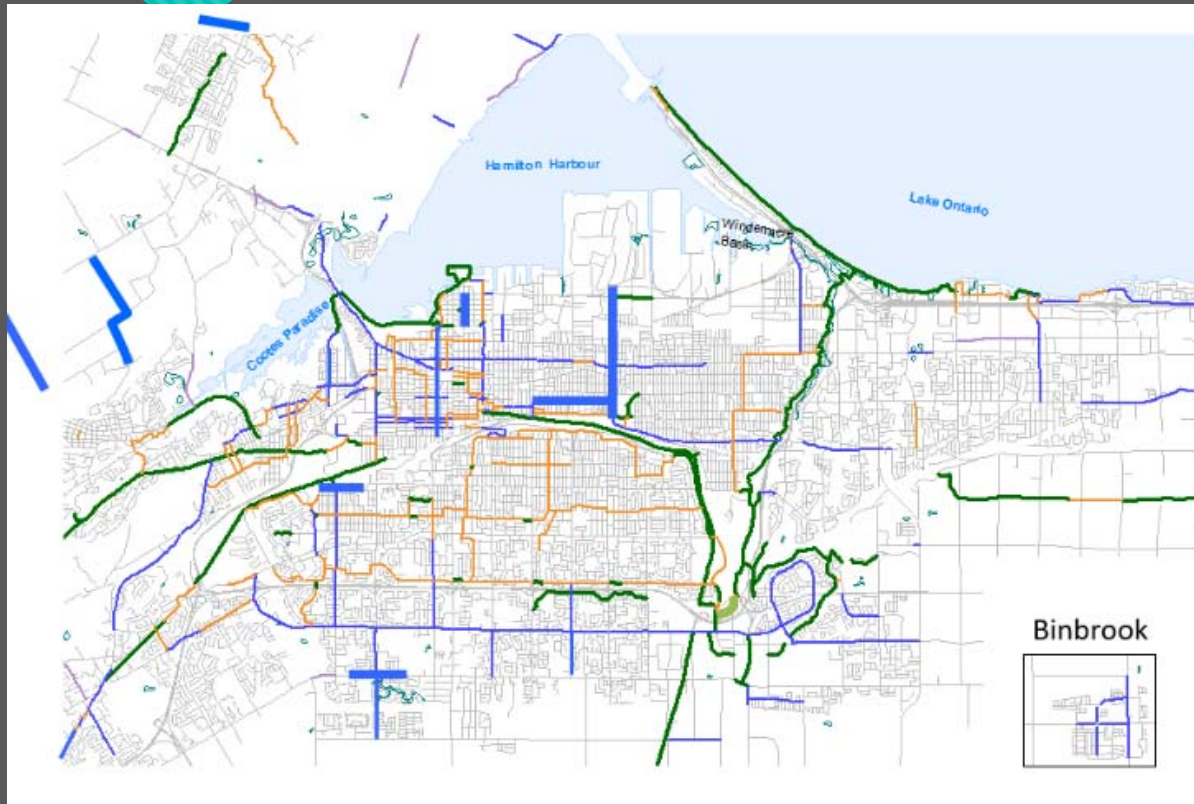 Hamilton Harbour
Lake Ontario
Windermere
Basin
Cootes Paradise
Binbrook